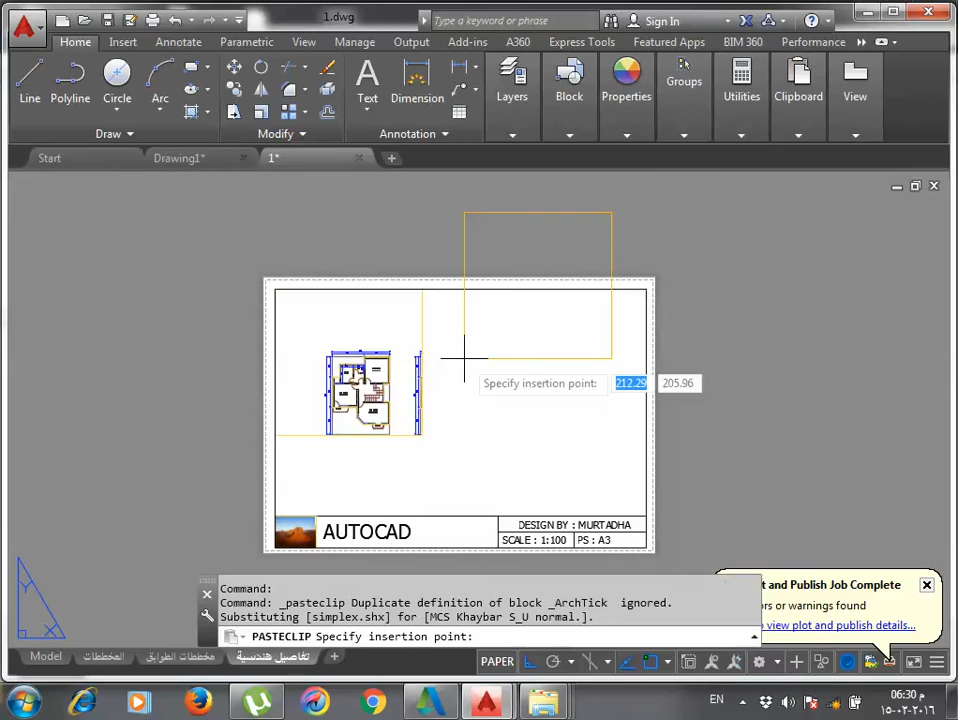 1.dwg
Type a keyword or phrase
Sign In
Home Insert Annotate Parametric View Manage Output Add-ins A360 Express Tools Featured Apps BIM 360 Performance
Line Polyline Circle Arc Text Dimension Layers Block Properties Groups Utilities Clipboard View
Draw Modify Annotation
Start Drawing1* 1*
Specify insertion point: 212.29 205.96
AUTOCAD
DESIGN BY : MURTADHA
SCALE : 1:100 PS : A3
Command:
Command: _pasteclip Duplicate definition of block _ArchTick ignored.
Substituting [simplex.shx] for [MCS Khaybar S_U normal.].
PASTECLIP Specify insertion point:
t and Publish Job Complete
ors or warnings found
o view plot and publish details...
Model المخططات مخططات الطوابق تفاصيل هندسية
PAPER
EN
06:30 م
١٥-٠٢-٢٠١٦